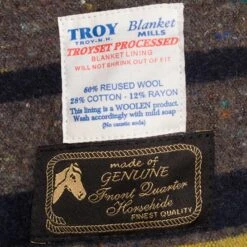 TROY Blanket
TROY-N.H. MILLS
TROYSET PROCESSED
BLANKET LINING
WILL NOT SHRINK OUT OF FIT
60% REUSED WOOL
28% COTTON - 12% RAYON
This lining is a WOOLEN product.
Wash accordingly with mild soap
(No caustic soda)
made of
GENUINE
Front Quarter
Horsehide
FINEST QUALITY